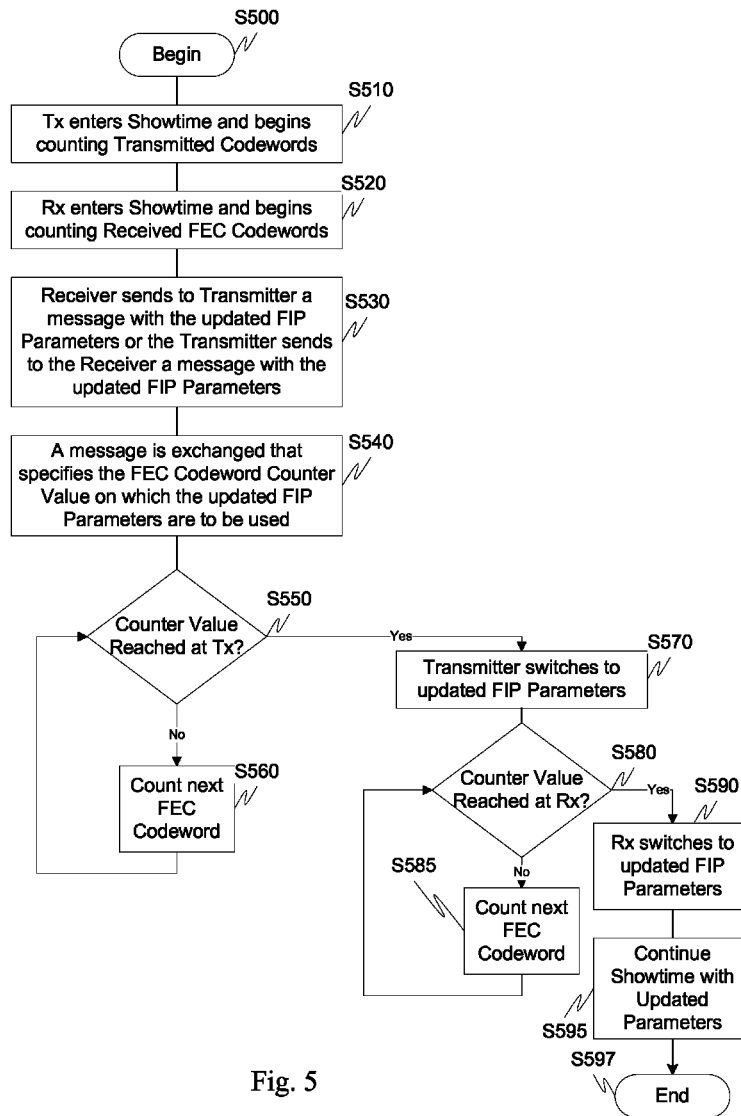 S500
Begin
S510
Tx enters Showtime and begins
counting Transmitted Codewords
S520
Rx enters Showtime and begins
counting Received FEC Codewords
Receiver sends to Transmitter a
message with the updated FIP
Parameters or the Transmitter sends
to the Receiver a message with the
updated FIP Parameters
S530
A message is exchanged that
specifies the FEC Codeword Counter
Value on which the updated FIP
Parameters are to be used
S540
S550
Counter Value
Reached at Tx?
Yes
No
S560
Count next
FEC
Codeword
S570
Transmitter switches to
updated FIP Parameters
S580
Counter Value
Reached at Rx?
Yes
No
S585
Count next
FEC
Codeword
S590
Rx switches to
updated FIP
Parameters
Continue
Showtime with
Updated
Parameters
S595
S597
End
Fig. 5